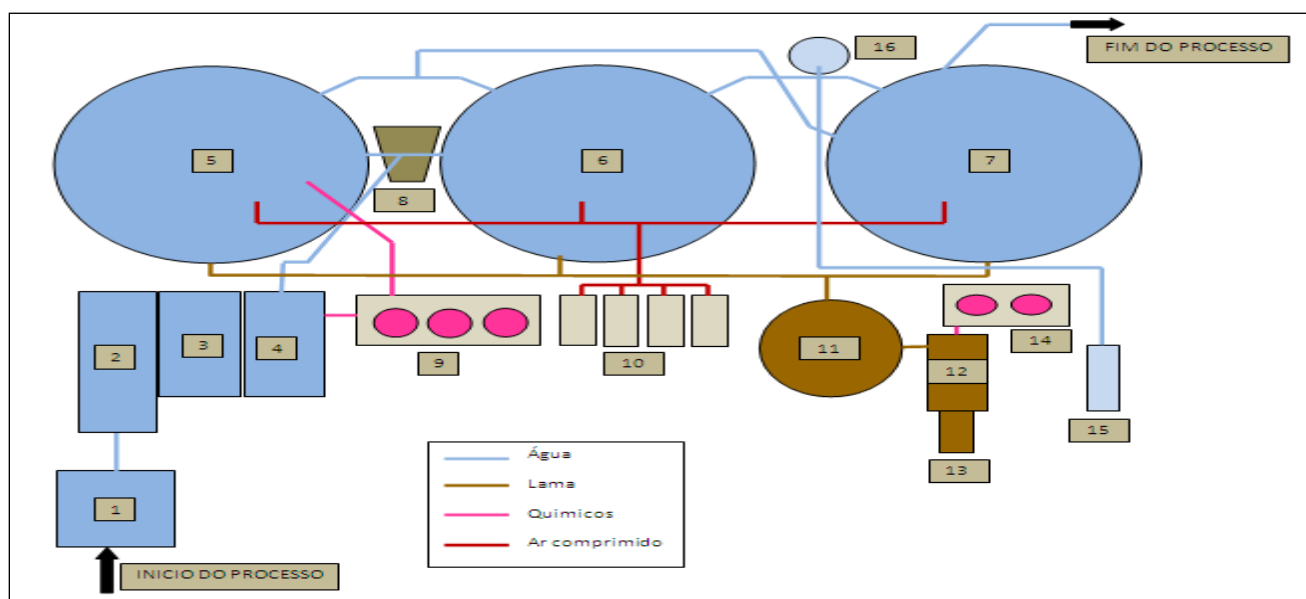 16
FIM DO PROCESSO
5
6
7
8
2
3
4
9
10
11
14
12
15
13
1
Água
Lama
Quimicos
Ar comprimido
INICIO DO PROCESSO